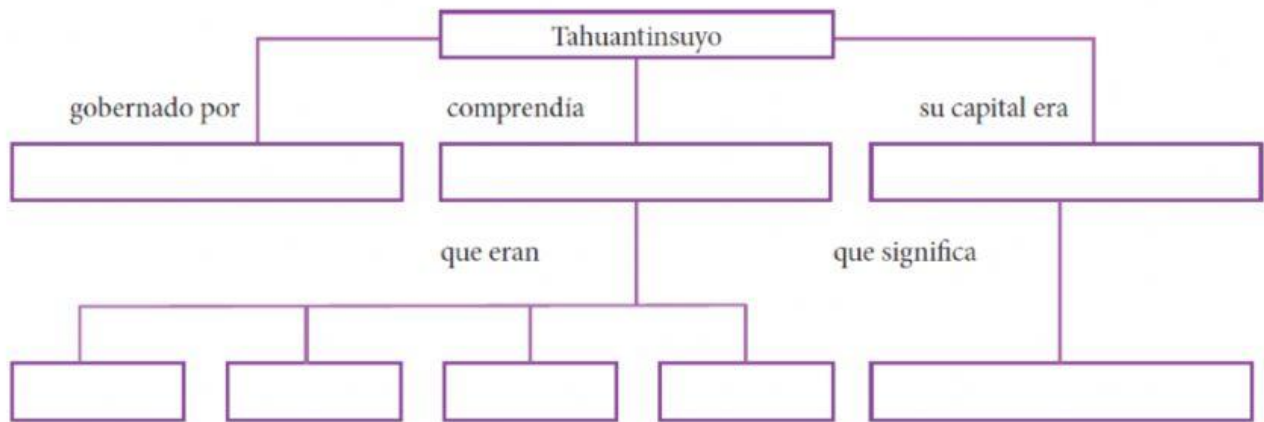 Tahuantinsuyo
gobernado por
comprendía
su capital era
que eran
que significa